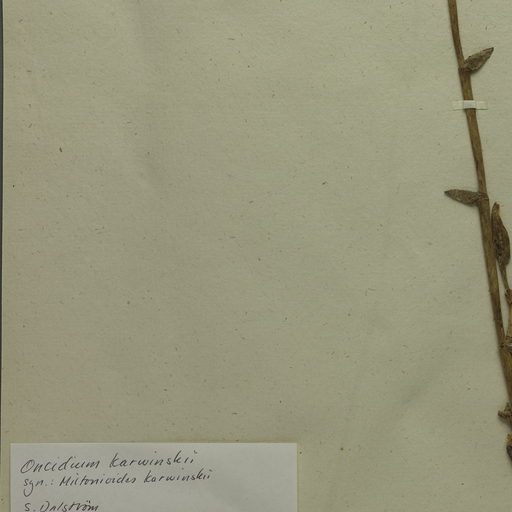 Oncidium karwinskii
syn.: Miltonioides karwinskii
S. Dalström